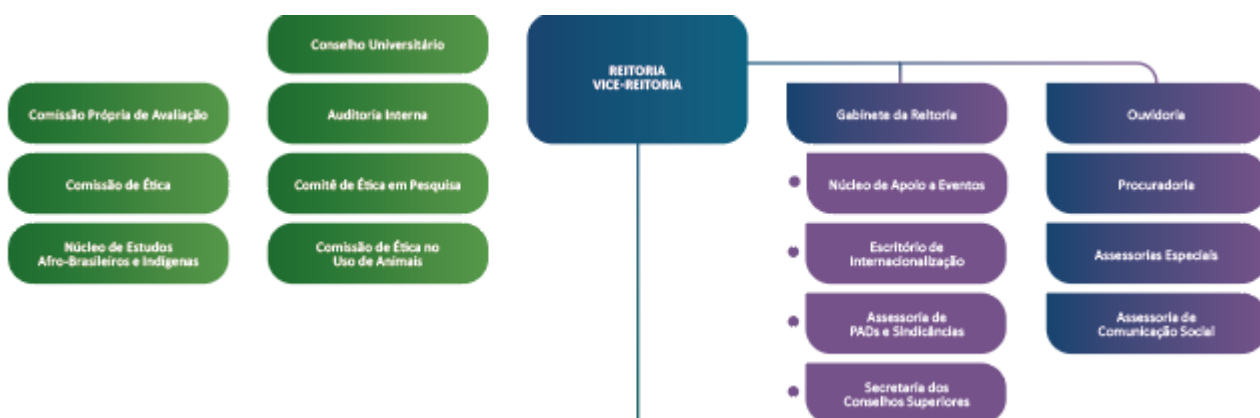 Conselho Universitário
Comissão Própria de Avaliação
Auditoria Interna
Comissão de Ética
Comitê de Ética em Pesquisa
Núcleo de Estudos
Afro-Brasileiros e Indígenas
Comissão de Ética no
Uso de Animais
REITORIA
VICE-REITORIA
Gabinete da Reitoria
Núcleo de Apoio a Eventos
Escritório de
Internacionalização
Assessoria de
PADs e Sindicâncias
Secretaria dos
Conselhos Superiores
Ouvidoria
Procuradoria
Assessorias Especiais
Assessoria de
Comunicação Social